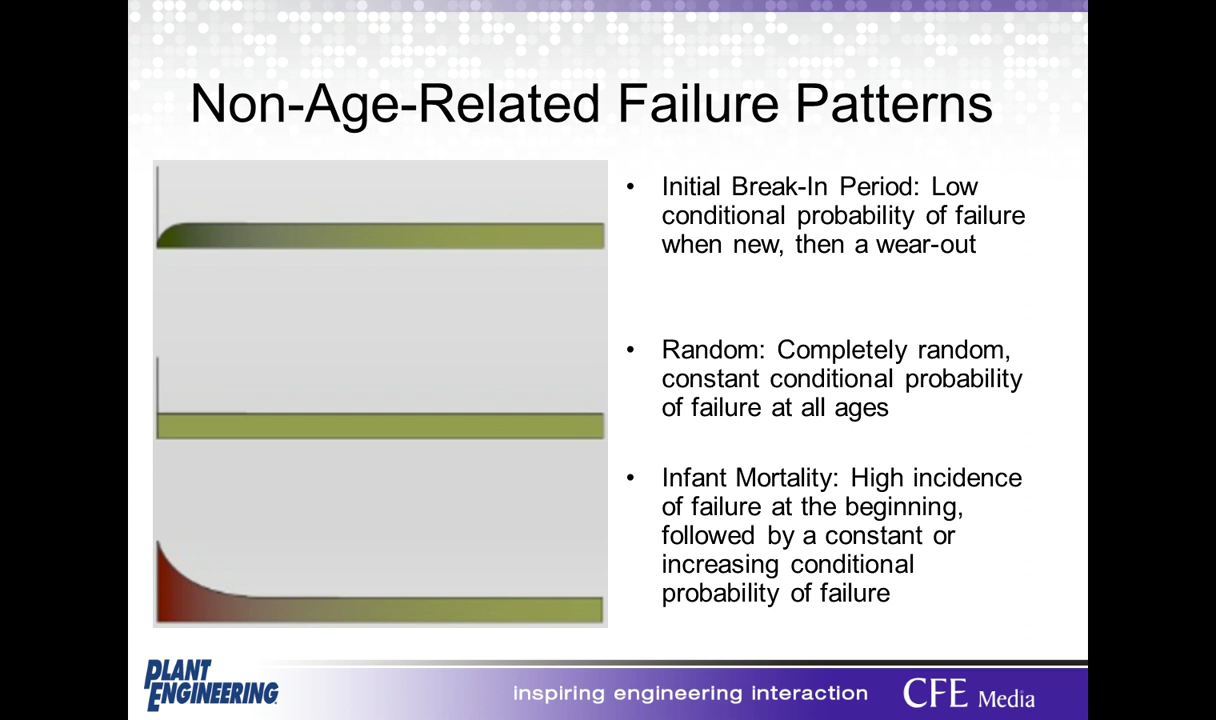 Non-Age-Related Failure Patterns
• Initial Break-In Period: Low
conditional probability of failure
when new, then a wear-out
• Random: Completely random,
constant conditional probability
of failure at all ages
• Infant Mortality: High incidence
of failure at the beginning,
followed by a constant or
increasing conditional
probability of failure
PLANT
ENGINEERING
inspiring engineering interaction
CFE Media